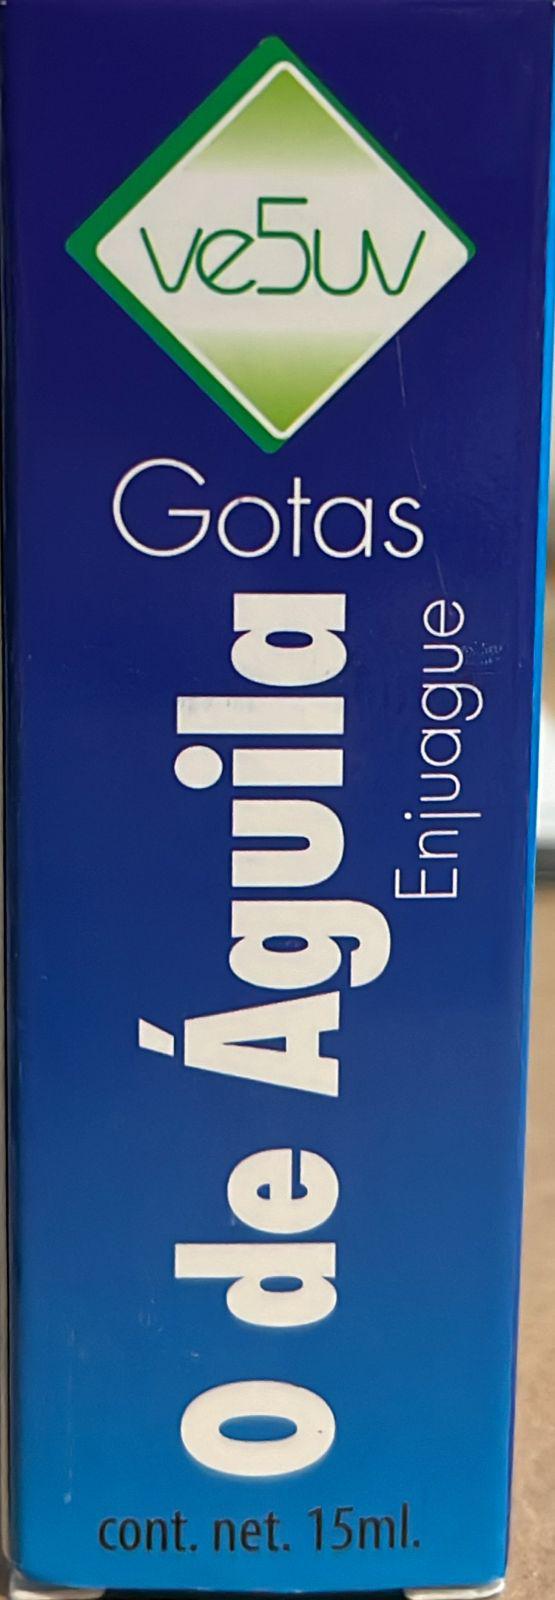 ve5uv
Gotas
O de Águila
Enjuague
cont. net. 15ml.